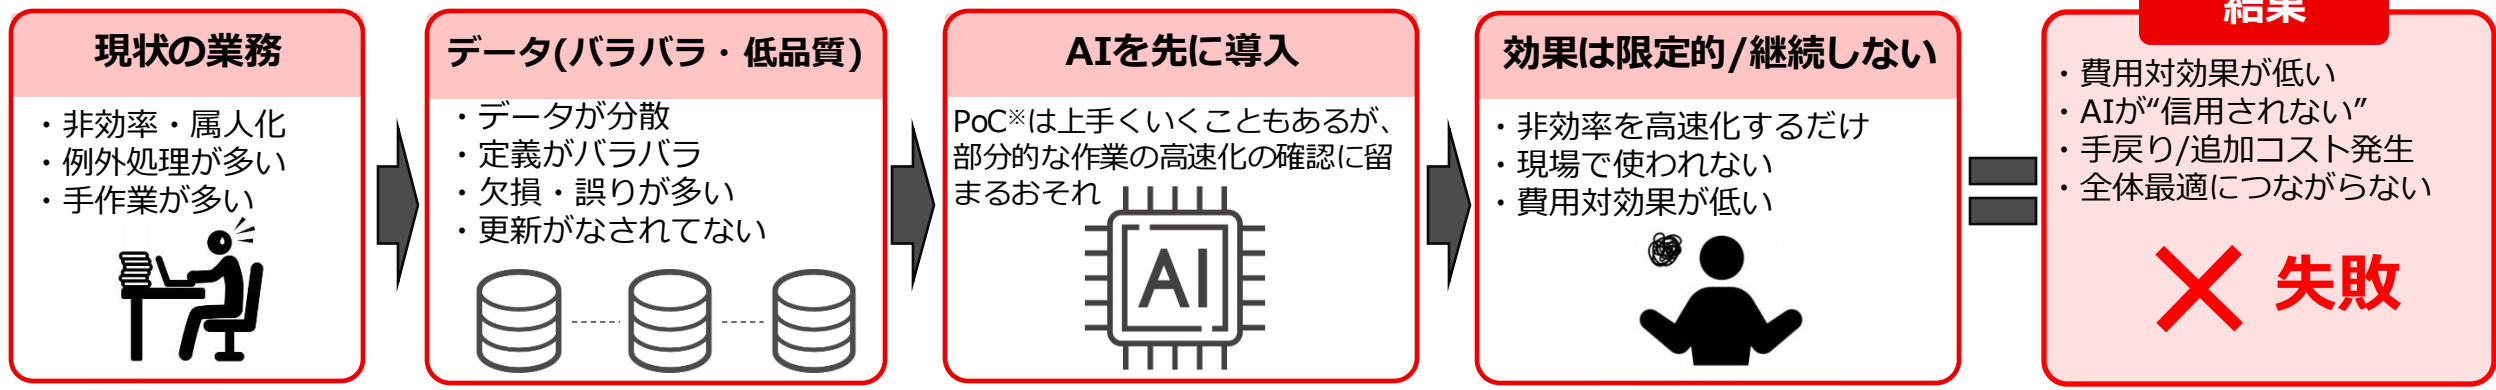 現状の業務
・非効率・属人化
・例外処理が多い
・手作業が多い
データ(バラバラ・低品質)
・データが分散
・定義がバラバラ
・欠損・誤りが多い
・更新がなされてない
AIを先に導入
PoC※は上手くいくこともあるが、
部分的な作業の高速化の確認に留
まるおそれ
AI
効果は限定的/継続しない
・非効率を高速化するだけ
・現場で使われない
・費用対効果が低い
結果
・費用対効果が低い
・AIが“信用されない”
・手戻り/追加コスト発生
・全体最適につながらない
失敗